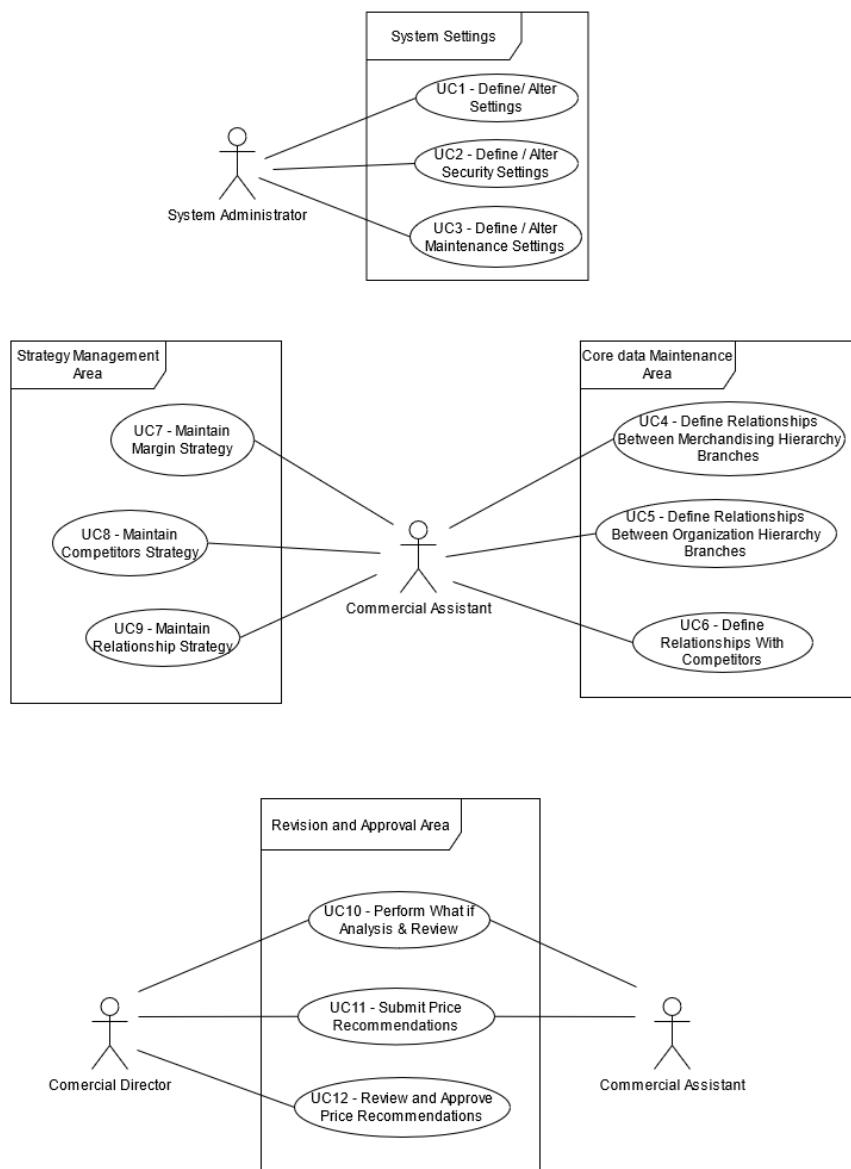 System Settings
UC1 - Define/ Alter
Settings
UC2 - Define / Alter
Security Settings
UC3 - Define / Alter
Maintenance Settings
System Administrator
Strategy Management
Area
UC7 - Maintain
Margin Strategy
UC8 - Maintain
Competitors Strategy
UC9 - Maintain
Relationship Strategy
Commercial Assistant
Core data Maintenance
Area
UC4 - Define Relationships
Between Merchandising Hierarchy
Branches
UC5 - Define Relationships
Between Organization Hierarchy
Branches
UC6 - Define
Relationships With
Competitors
Revision and Approval Area
UC10 - Perform What if
Analysis & Review
UC11 - Submit Price
Recommendations
UC12 - Review and Approve
Price Recommendations
Comercial Director
Commercial Assistant